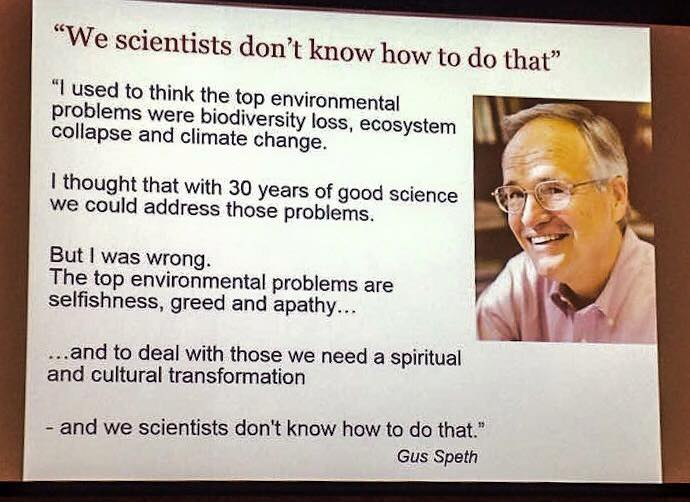 “We scientists don’t know how to do that”
“I used to think the top environmental
problems were biodiversity loss, ecosystem
collapse and climate change.
I thought that with 30 years of good science
we could address those problems.
But I was wrong.
The top environmental problems are
selfishness, greed and apathy…
…and to deal with those we need a spiritual
and cultural transformation
- and we scientists don't know how to do that.”
Gus Speth